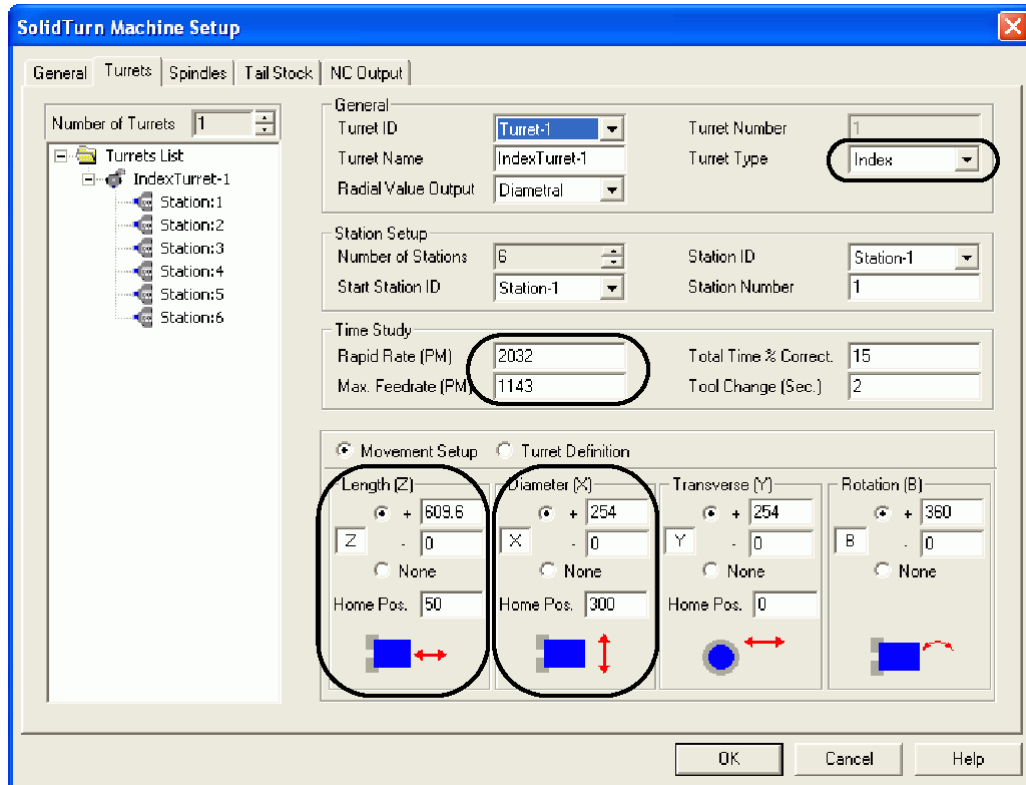 SolidTurn Machine Setup
General Turrets Spindles Tail Stock NC Output
Number of Turrets 1
Turrets List
IndexTurret-1
Station:1
Station:2
Station:3
Station:4
Station:5
Station:6
General
Turret ID Turret-1 Turret Number 1
Turret Name IndexTurret-1 Turret Type Index
Radial Value Output Diametral
Station Setup
Number of Stations 6 Station ID Station-1
Start Station ID Station-1 Station Number 1
Time Study
Rapid Rate (PM) 2032 Total Time % Correct. 15
Max. Feedrate (PM) 1143 Tool Change (Sec.) 2
Movement Setup Turret Definition
Length (Z) Diameter (X) Transverse (Y) Rotation (B)
+ 609.6 + 254 + 254 + 360
Z - 0 X - 0 Y - 0 B - 0
None None None None
Home Pos. 50 Home Pos. 300 Home Pos. 0
OK Cancel Help